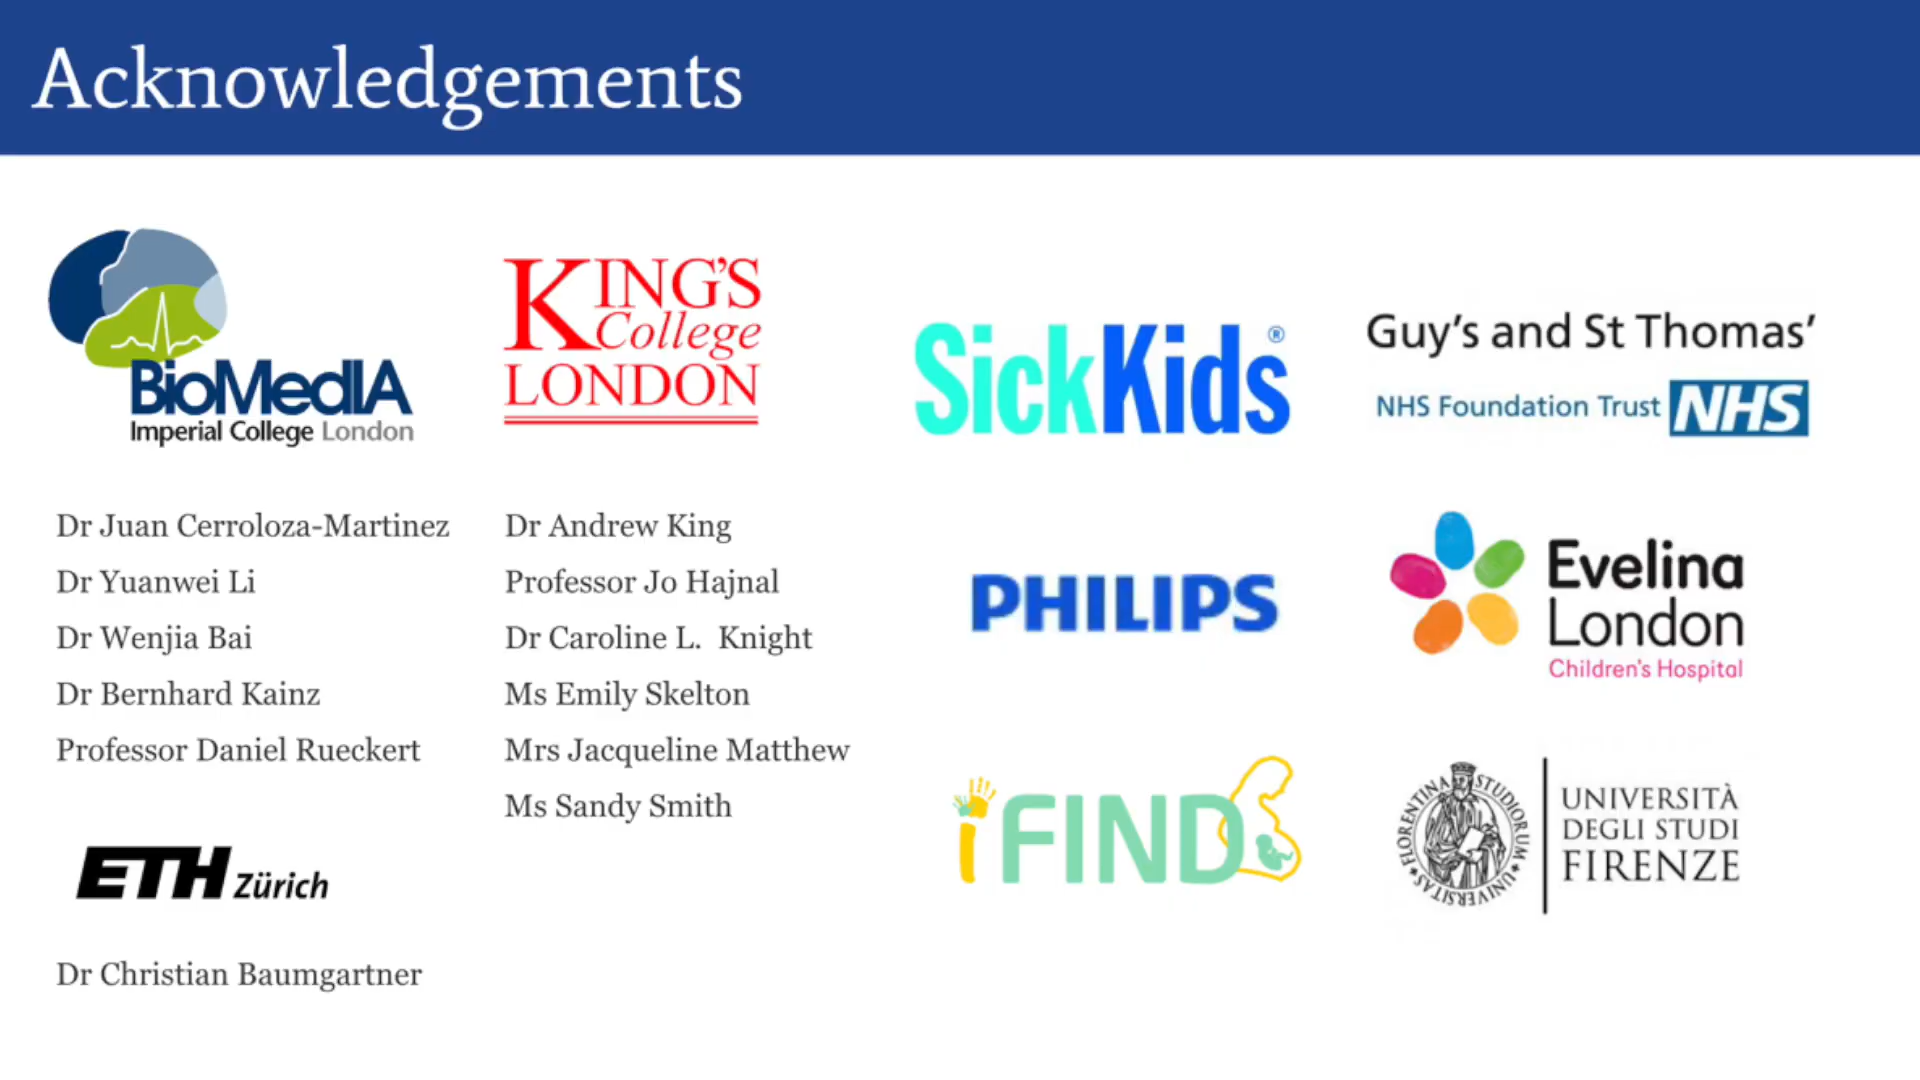 Acknowledgements
BioMedIA
Imperial College London
Dr Juan Cerroloza-Martinez
Dr Yuanwei Li
Dr Wenjia Bai
Dr Bernhard Kainz
Professor Daniel Rueckert
ETH Zürich
Dr Christian Baumgartner
KING'S
College
LONDON
Dr Andrew King
Professor Jo Hajnal
Dr Caroline L. Knight
Ms Emily Skelton
Mrs Jacqueline Matthew
Ms Sandy Smith
SickKids®
PHILIPS
iFIND
Guy's and St Thomas'
NHS Foundation Trust NHS
Evelina
London
Children's Hospital
FLORENTINA STUDIORUM UNIVERSITAS
UNIVERSITÀ
DEGLI STUDI
FIRENZE